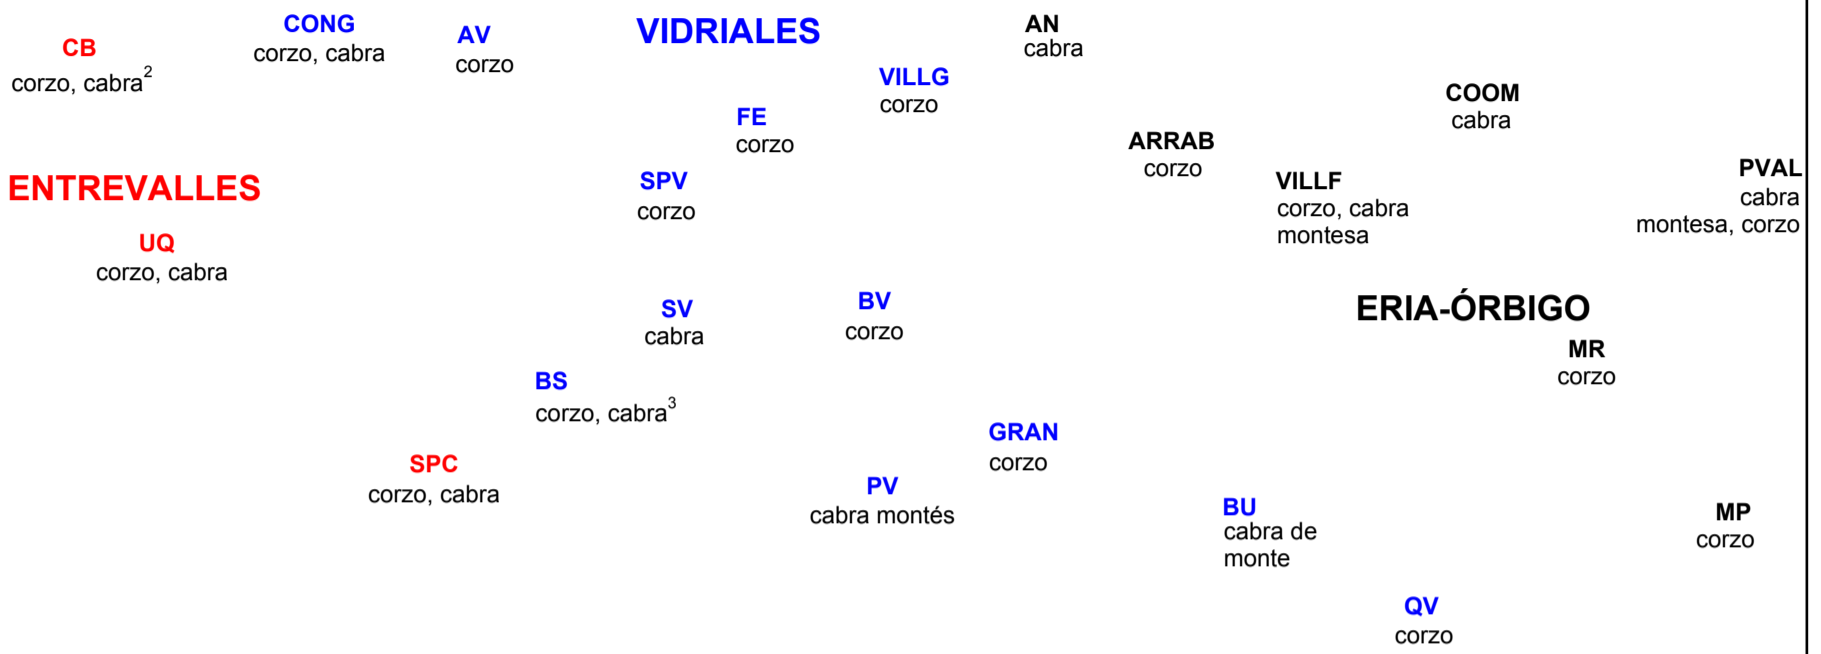 CONG
corzo, cabra
AV
corzo
VIDRIALES
AN
cabra
CB
corzo, cabra²
VILLG
corzo
COOM
cabra
FE
corzo
ARRAB
corzo
ENTREVALLES
SPV
corzo
VILLF
corzo, cabra
montesa
PVAL
cabra
montesa, corzo
UQ
corzo, cabra
SV
cabra
BV
corzo
ERIA-ÓRBIGO
MR
corzo
BS
corzo, cabra³
GRAN
corzo
SPC
corzo, cabra
PV
cabra montés
BU
cabra de
monte
MP
corzo
QV
corzo